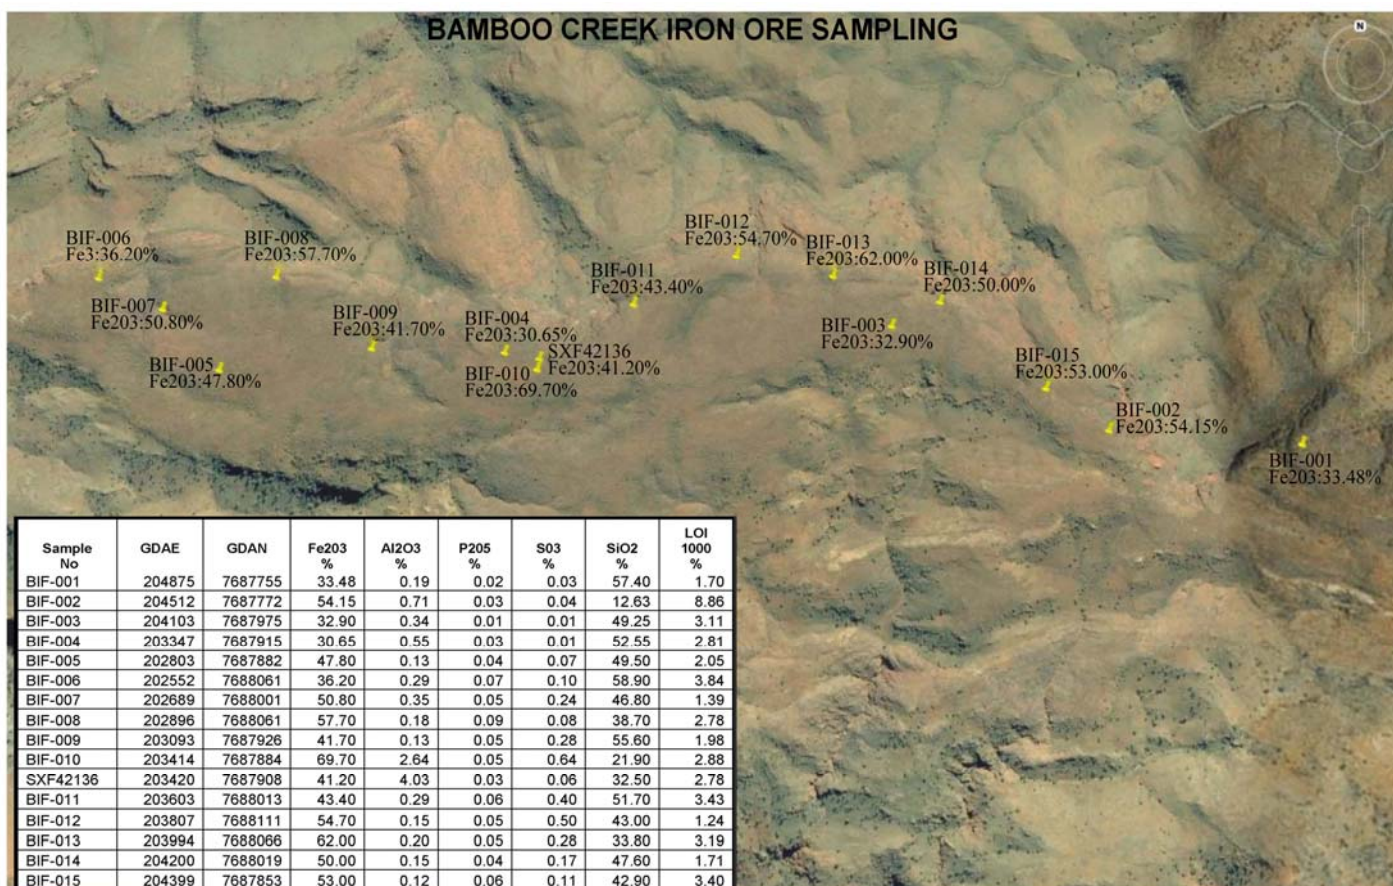 BAMBOO CREEK IRON ORE SAMPLING
N
BIF-006
Fe3:36.20%
BIF-008
Fe203:57.70%
BIF-012
Fe203:54.70%
BIF-013
Fe203:62.00%
BIF-011
Fe203:43.40%
BIF-014
Fe203:50.00%
BIF-007
Fe203:50.80%
BIF-009
Fe203:41.70%
BIF-004
Fe203:30.65%
BIF-003
Fe203:32.90%
SXF42136
Fe203:41.20%
BIF-005
Fe203:47.80%
BIF-010
Fe203:69.70%
BIF-015
Fe203:53.00%
BIF-002
Fe203:54.15%
BIF-001
Fe203:33.48%
Sample No GDAE GDAN Fe203 % Al2O3 % P205 % S03 % SiO2 % LOI 1000 %
BIF-001 204875 7687755 33.48 0.19 0.02 0.03 57.40 1.70
BIF-002 204512 7687772 54.15 0.71 0.03 0.04 12.63 8.86
BIF-003 204103 7687975 32.90 0.34 0.01 0.01 49.25 3.11
BIF-004 203347 7687915 30.65 0.55 0.03 0.01 52.55 2.81
BIF-005 202803 7687882 47.80 0.13 0.04 0.07 49.50 2.05
BIF-006 202552 7688061 36.20 0.29 0.07 0.10 58.90 3.84
BIF-007 202689 7688001 50.80 0.35 0.05 0.24 46.80 1.39
BIF-008 202896 7688061 57.70 0.18 0.09 0.08 38.70 2.78
BIF-009 203093 7687926 41.70 0.13 0.05 0.28 55.60 1.98
BIF-010 203414 7687884 69.70 2.64 0.05 0.64 21.90 2.88
SXF42136 203420 7687908 41.20 4.03 0.03 0.06 32.50 2.78
BIF-011 203603 7688013 43.40 0.29 0.06 0.40 51.70 3.43
BIF-012 203807 7688111 54.70 0.15 0.05 0.50 43.00 1.24
BIF-013 203994 7688066 62.00 0.20 0.05 0.28 33.80 3.19
BIF-014 204200 7688019 50.00 0.15 0.04 0.17 47.60 1.71
BIF-015 204399 7687853 53.00 0.12 0.06 0.11 42.90 3.40